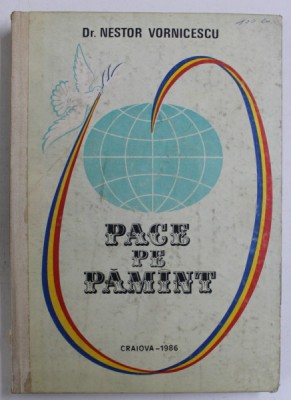 Dr. NESTOR VORNICESCU
PACE
PE
PĂMÎNT
CRAIOVA – 1986